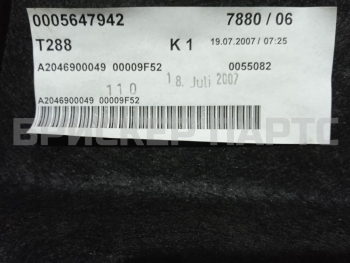 0005647942 7880 / 06
T288 K 1 19.07.2007 / 07:25
A2046900049 00009F52 0055082
110 18. Juli 2007
A2046900049 00009F52
БРИСКЕР ПАРТС